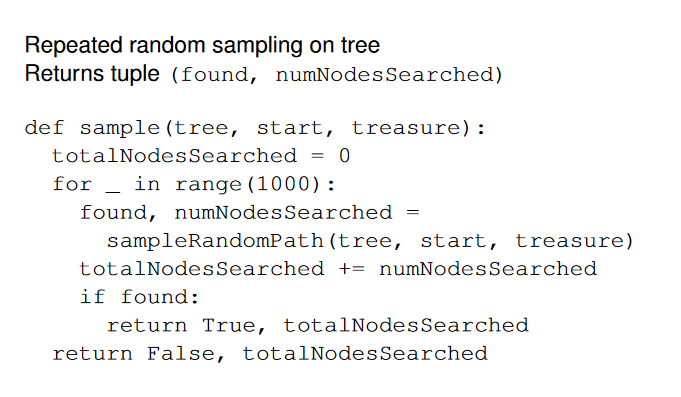 Repeated random sampling on tree
Returns tuple (found, numNodesSearched)
def sample(tree, start, treasure):
  totalNodesSearched = 0
  for _ in range(1000):
    found, numNodesSearched =
      sampleRandomPath(tree, start, treasure)
    totalNodesSearched += numNodesSearched
    if found:
      return True, totalNodesSearched
  return False, totalNodesSearched